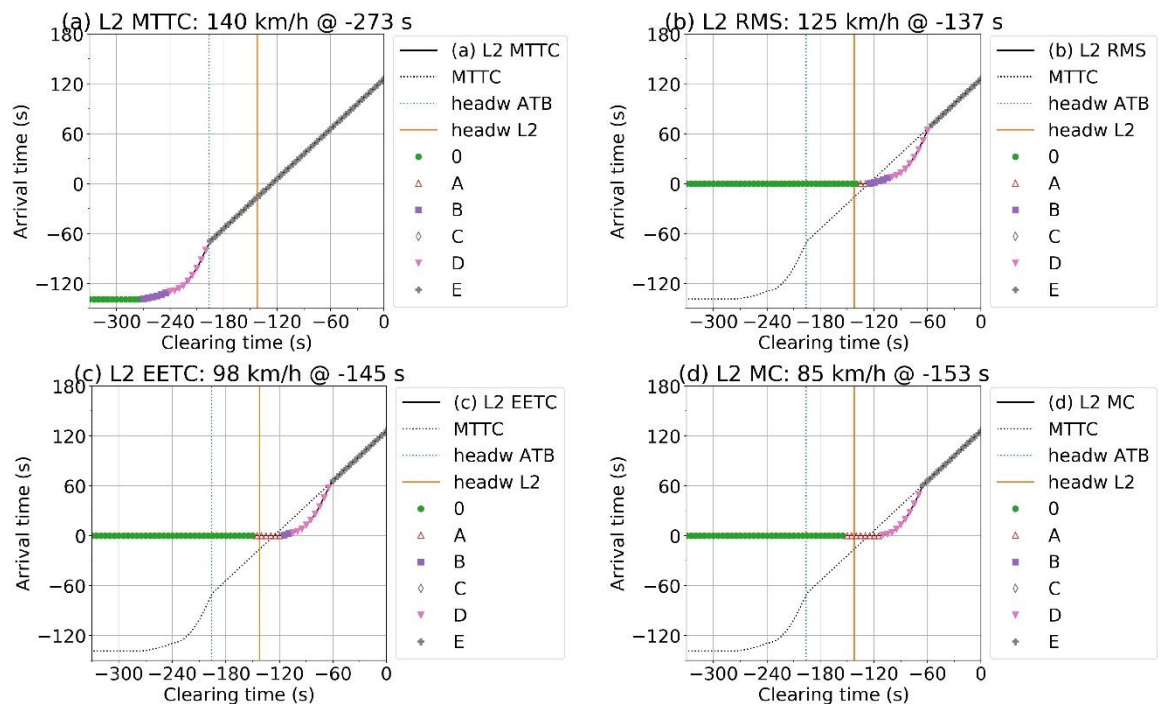 (a) L2 MTTC: 140 km/h @ -273 s
180
120
60
0
−60
−120
Arrival time (s)
−300 −240 −180 −120 −60 0
Clearing time (s)
(a) L2 MTTC
MTTC
headw ATB
headw L2
0
A
B
C
D
E
(b) L2 RMS: 125 km/h @ -137 s
180
120
60
0
−60
−120
Arrival time (s)
−300 −240 −180 −120 −60 0
Clearing time (s)
(b) L2 RMS
MTTC
headw ATB
headw L2
0
A
B
C
D
E
(c) L2 EETC: 98 km/h @ -145 s
180
120
60
0
−60
−120
Arrival time (s)
−300 −240 −180 −120 −60 0
Clearing time (s)
(c) L2 EETC
MTTC
headw ATB
headw L2
0
A
B
C
D
E
(d) L2 MC: 85 km/h @ -153 s
180
120
60
0
−60
−120
Arrival time (s)
−300 −240 −180 −120 −60 0
Clearing time (s)
(d) L2 MC
MTTC
headw ATB
headw L2
0
A
B
C
D
E